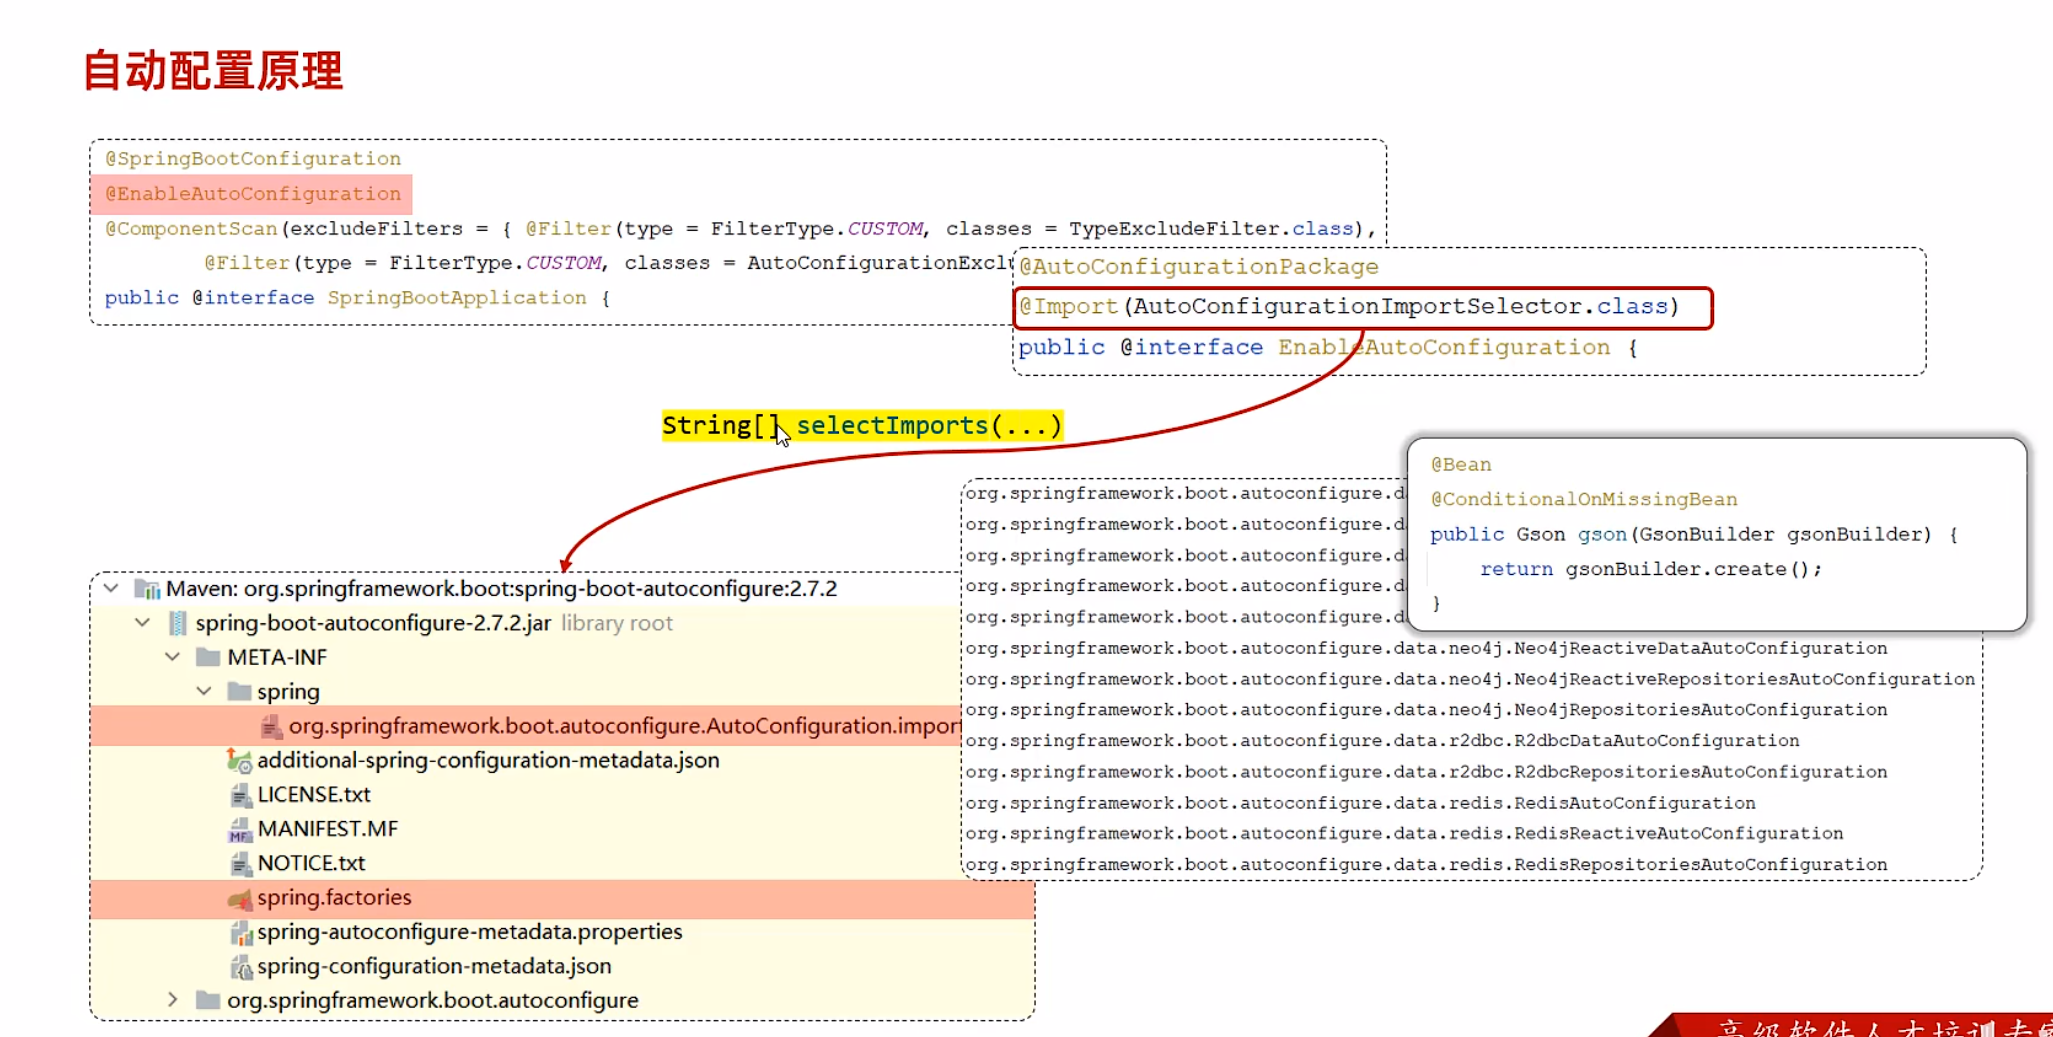 自动配置原理
@SpringBootConfiguration
@EnableAutoConfiguration
@ComponentScan(excludeFilters = { @Filter(type = FilterType.CUSTOM, classes = TypeExcludeFilter.class),
@Filter(type = FilterType.CUSTOM, classes = AutoConfigurationExcl
public @interface SpringBootApplication {
@AutoConfigurationPackage
@Import(AutoConfigurationImportSelector.class)
public @interface EnableAutoConfiguration {
String[] selectImports(...)
@Bean
@ConditionalOnMissingBean
public Gson gson(GsonBuilder gsonBuilder) {
return gsonBuilder.create();
}
org.springframework.boot.autoconfigure.d
org.springframework.boot.autoconfigure.d
org.springframework.boot.autoconfigure.d
org.springframework.boot.autoconfigure.d
org.springframework.boot.autoconfigure.d
org.springframework.boot.autoconfigure.data.neo4j.Neo4jReactiveDataAutoConfiguration
org.springframework.boot.autoconfigure.data.neo4j.Neo4jReactiveRepositoriesAutoConfiguration
org.springframework.boot.autoconfigure.data.neo4j.Neo4jRepositoriesAutoConfiguration
org.springframework.boot.autoconfigure.data.r2dbc.R2dbcDataAutoConfiguration
org.springframework.boot.autoconfigure.data.r2dbc.R2dbcRepositoriesAutoConfiguration
org.springframework.boot.autoconfigure.data.redis.RedisAutoConfiguration
org.springframework.boot.autoconfigure.data.redis.RedisReactiveAutoConfiguration
org.springframework.boot.autoconfigure.data.redis.RedisRepositoriesAutoConfiguration
Maven: org.springframework.boot:spring-boot-autoconfigure:2.7.2
spring-boot-autoconfigure-2.7.2.jar library root
META-INF
spring
org.springframework.boot.autoconfigure.AutoConfiguration.impor
additional-spring-configuration-metadata.json
LICENSE.txt
MANIFEST.MF
NOTICE.txt
spring.factories
spring-autoconfigure-metadata.properties
spring-configuration-metadata.json
org.springframework.boot.autoconfigure
高级软件人才培训专家